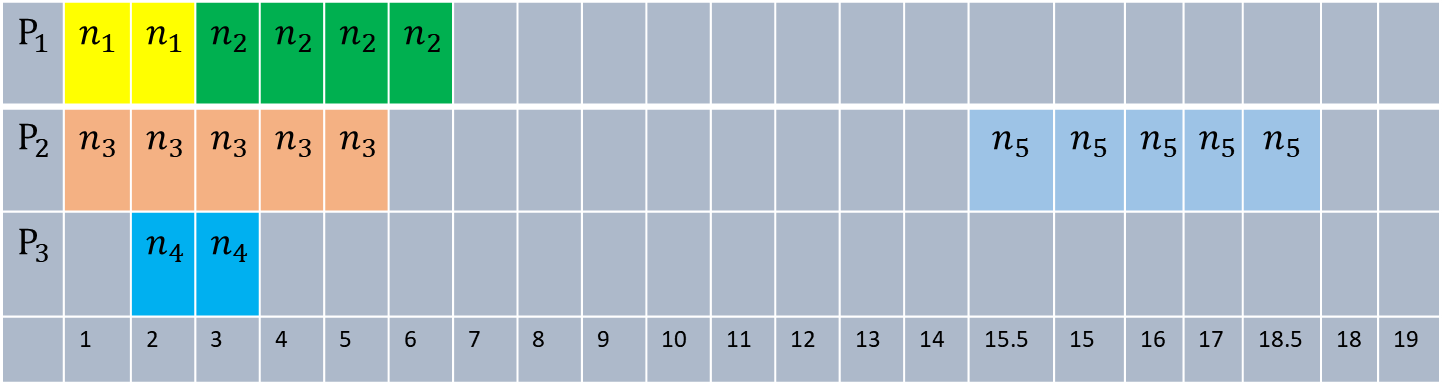 P₁ n₁ n₁ n₂ n₂ n₂ n₂
P₂ n₃ n₃ n₃ n₃ n₃ n₅ n₅ n₅ n₅ n₅
P₃ n₄ n₄
1 2 3 4 5 6 7 8 9 10 11 12 13 14 15.5 15 16 17 18.5 18 19